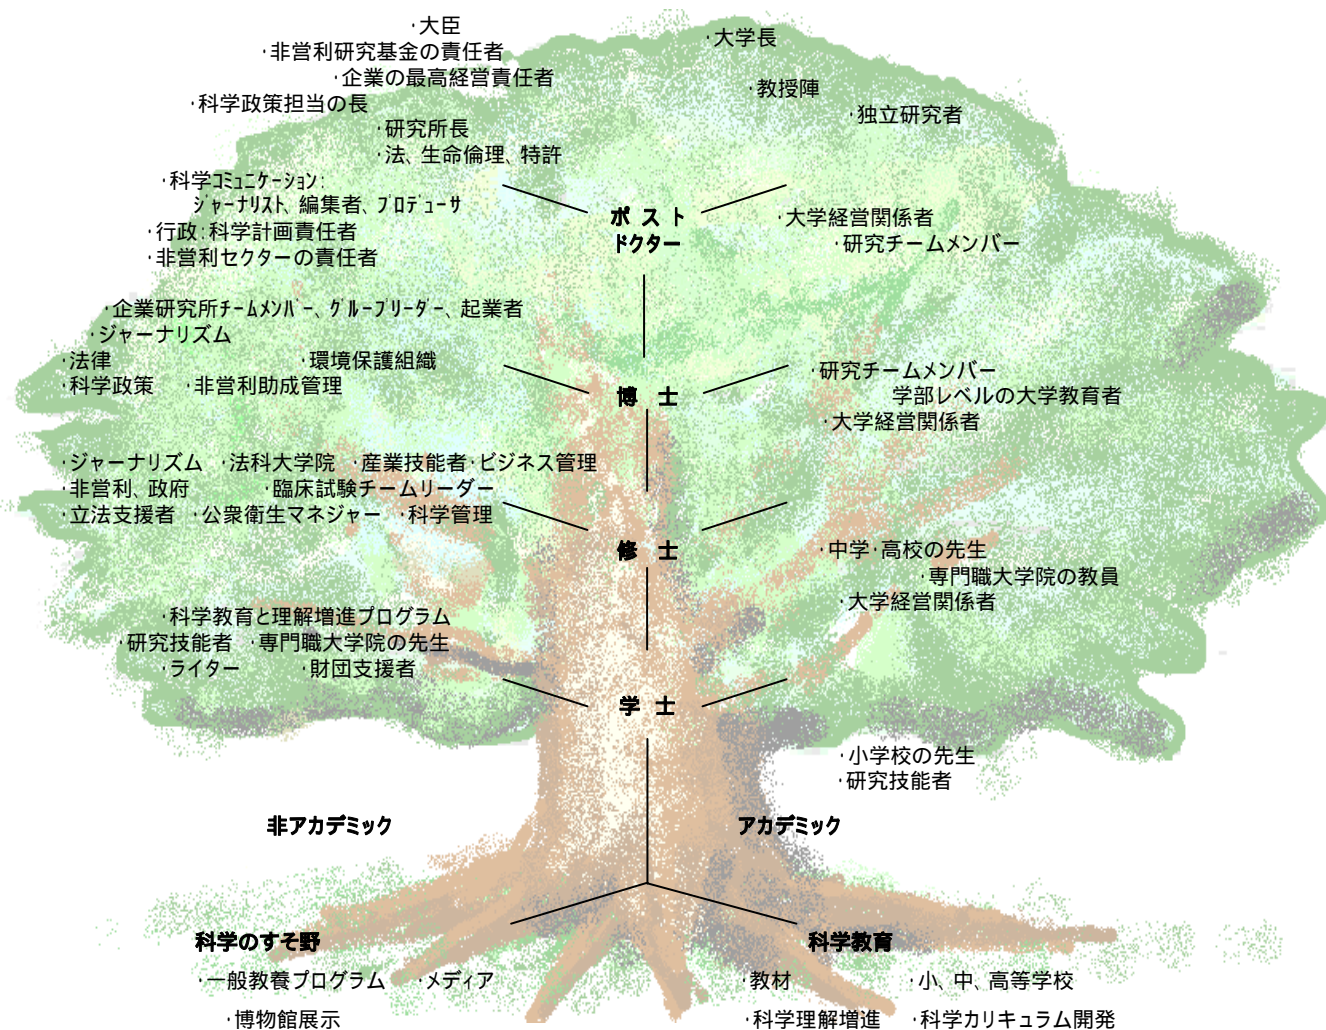 ・大臣
・非営利研究基金の責任者
・企業の最高経営責任者
・科学政策担当の長
・研究所長
・法、生命倫理、特許
・大学長
・教授陣
・独立研究者
・科学コミュニケーション:
ジャーナリスト、編集者、プロデューサ
・行政:科学計画責任者
・非営利セクターの責任者
ポスト
ドクター
・大学経営関係者
・研究チームメンバー
・企業研究所チームメンバー、グループリーダー、起業者
・ジャーナリズム
・法律 ・環境保護組織
・科学政策 ・非営利助成管理
博 士
・研究チームメンバー
学部レベルの大学教育者
・大学経営関係者
・ジャーナリズム ・法科大学院 ・産業技能者・ビジネス管理
・非営利、政府 ・臨床試験チームリーダー
・立法支援者 ・公衆衛生マネジャー ・科学管理
修 士
・中学・高校の先生
・専門職大学院の教員
・大学経営関係者
・科学教育と理解増進プログラム
・研究技能者 ・専門職大学院の先生
・ライター ・財団支援者
学 士
・小学校の先生
・研究技能者
非アカデミック
アカデミック
科学のすそ野
・一般教養プログラム ・メディア
・博物館展示
科学教育
・教材 ・小、中、高等学校
・科学理解増進 ・科学カリキュラム開発